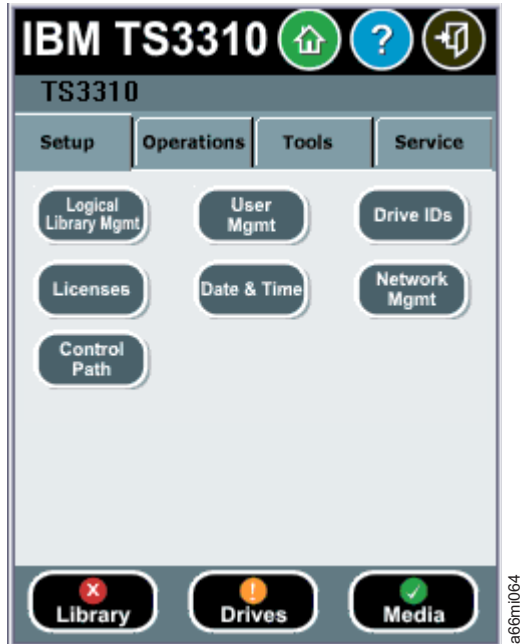 IBM TS3310 ?
TS3310
Setup Operations Tools Service
Logical Library Mgmt
User Mgmt
Drive IDs
Licenses
Date & Time
Network Mgmt
Control Path
X ! ✓
Library Drives Media
a66mi064